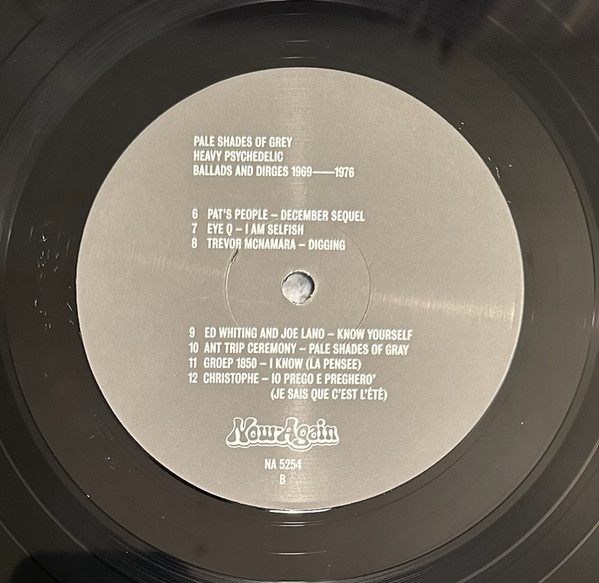 PALE SHADES OF GREY
HEAVY PSYCHEDELIC
BALLADS AND DIRGES 1969——1976
6 PAT'S PEOPLE – DECEMBER SEQUEL
7 EYE Q – I AM SELFISH
8 TREVOR MCNAMARA – DIGGING
9 ED WHITING AND JOE LANO – KNOW YOURSELF
10 ANT TRIP CEREMONY – PALE SHADES OF GRAY
11 GROEP 1850 – I KNOW (LA PENSEE)
12 CHRISTOPHE – IO PREGO E PREGHERO'
(JE SAIS QUE C'EST L'ÉTÉ)
Now-Again
NA 5254
B